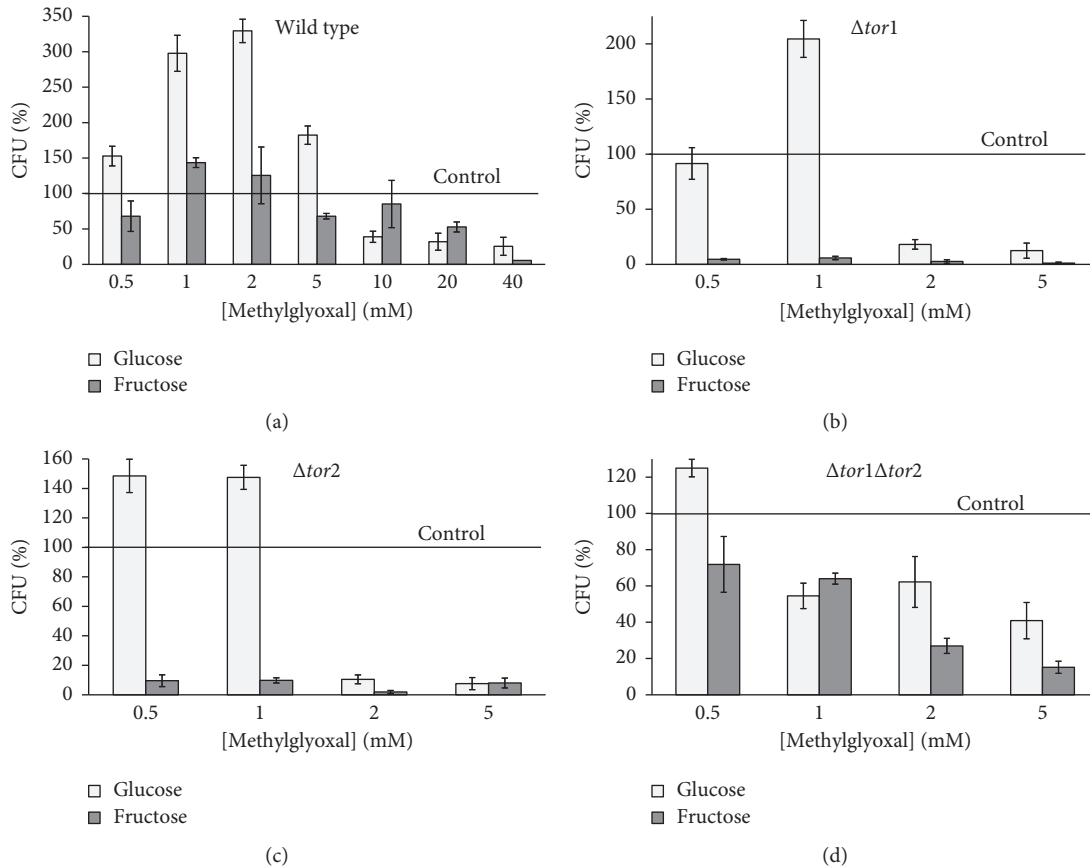 Wild type
CFU (%)
350
300
250
200
150
100
50
0
Control
0.5 1 2 5 10 20 40
[Methylglyoxal] (mM)
Glucose
Fructose
(a)
Δtor1
CFU (%)
200
150
100
50
0
Control
0.5 1 2 5
[Methylglyoxal] (mM)
Glucose
Fructose
(b)
Δtor2
CFU (%)
160
140
120
100
80
60
40
20
0
Control
0.5 1 2 5
[Methylglyoxal] (mM)
Glucose
Fructose
(c)
Δtor1Δtor2
CFU (%)
120
100
80
60
40
20
0
Control
0.5 1 2 5
[Methylglyoxal] (mM)
Glucose
Fructose
(d)